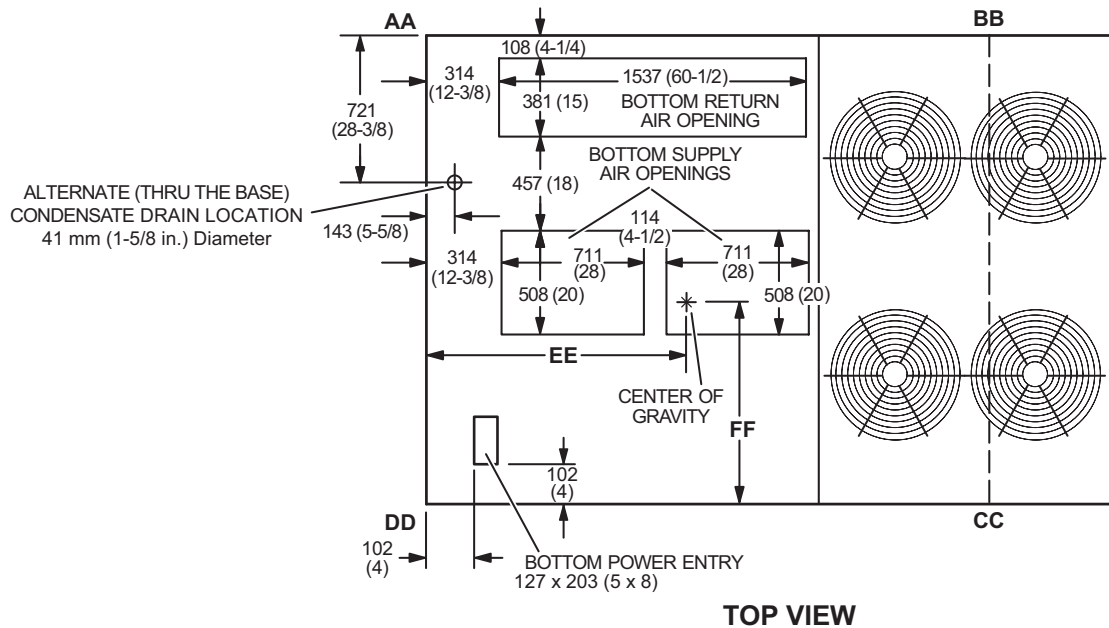 AA
BB
108 (4-1/4)
314
(12-3/8)
1537 (60-1/2)
381 (15)
BOTTOM RETURN
AIR OPENING
721
(28-3/8)
BOTTOM SUPPLY
AIR OPENINGS
457 (18)
ALTERNATE (THRU THE BASE)
CONDENSATE DRAIN LOCATION
41 mm (1-5/8 in.) Diameter
143 (5-5/8)
114
(4-1/2)
314
(12-3/8)
711
(28)
711
(28)
508 (20)
508 (20)
EE
CENTER OF
GRAVITY
FF
102
(4)
DD
CC
102
(4)
BOTTOM POWER ENTRY
127 x 203 (5 x 8)
TOP VIEW